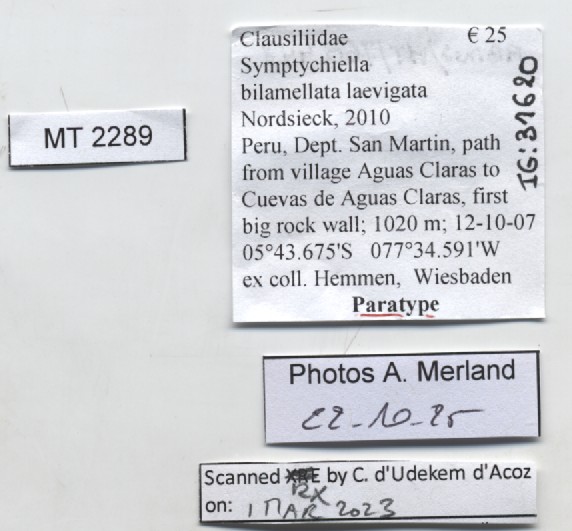 MT 2289
Clausiliidae € 25
Symptychiella
bilamellata laevigata
Nordsieck, 2010
Peru, Dept. San Martin, path
from village Aguas Claras to
Cuevas de Aguas Claras, first
big rock wall; 1020 m; 12-10-07
05°43.675'S 077°34.591'W
ex coll. Hemmen, Wiesbaden
Paratype
IG:31620
Photos A. Merland
22-10-25
Scanned by C. d'Udekem d'Acoz
RX
on: 1 MAR 2023